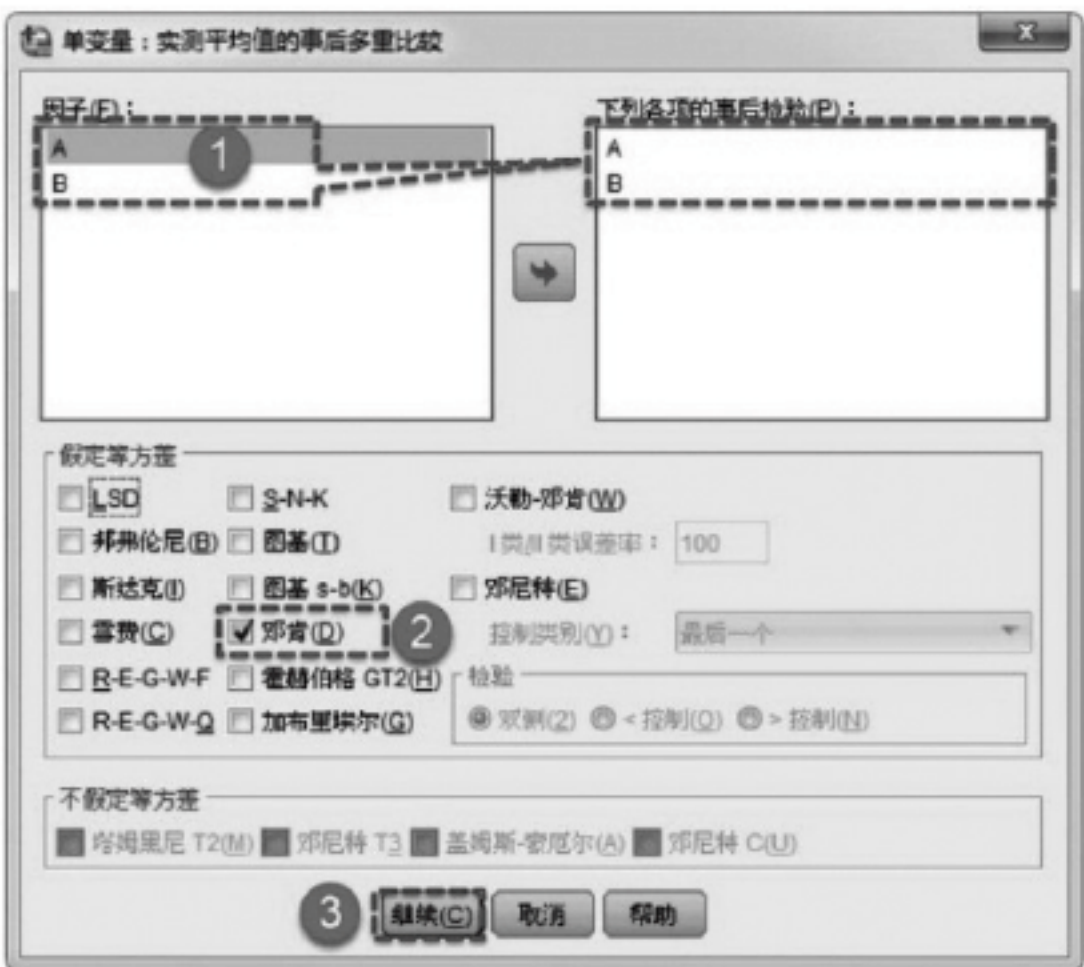 单变量：实测平均值的事后多重比较
因子(F)：
下列各项的事后检验(P)：
A
B
1
A
B
假定等方差
LSD
S-N-K
沃勒-邓肯(W)
邦弗伦尼(B)
图基(T)
I 类/II 类误差率：
100
斯达克(I)
图基 s-b(K)
邓尼特(E)
雪费(C)
邓肯(D)
2
控制类别(Y)：
最后一个
R-E-G-W-F
霍赫伯格 GT2(H)
检验
R-E-G-W-Q
加布里埃尔(G)
双侧(2)
< 控制(O)
> 控制(N)
不假定等方差
塔姆黑尼 T2(M)
邓尼特 T3
盖姆斯-豪厄尔(A)
邓尼特 C(U)
3
继续(C)
取消
帮助